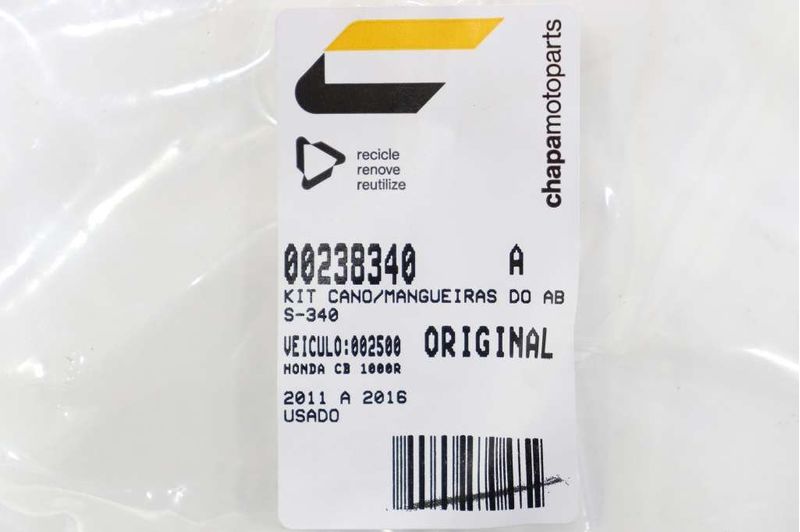 chapamotoparts
recicle
renove
reutilize
00238340 A
KIT CANO/MANGUEIRAS DO AB
S-340
VEICULO:002500 ORIGINAL
HONDA CB 1000R
2011 A 2016
USADO